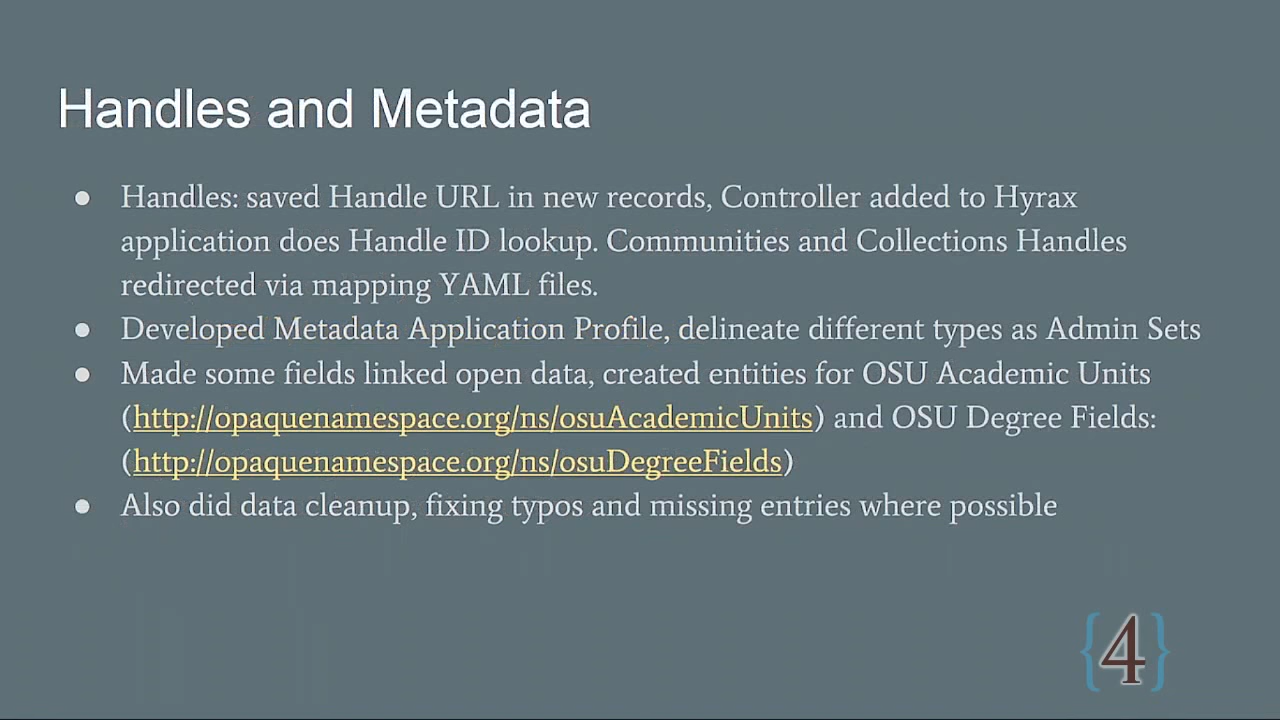 Handles and Metadata
● Handles: saved Handle URL in new records, Controller added to Hyrax
application does Handle ID lookup. Communities and Collections Handles
redirected via mapping YAML files.
● Developed Metadata Application Profile, delineate different types as Admin Sets
● Made some fields linked open data, created entities for OSU Academic Units
(http://opaquenamespace.org/ns/osuAcademicUnits) and OSU Degree Fields:
(http://opaquenamespace.org/ns/osuDegreeFields)
● Also did data cleanup, fixing typos and missing entries where possible
{4}